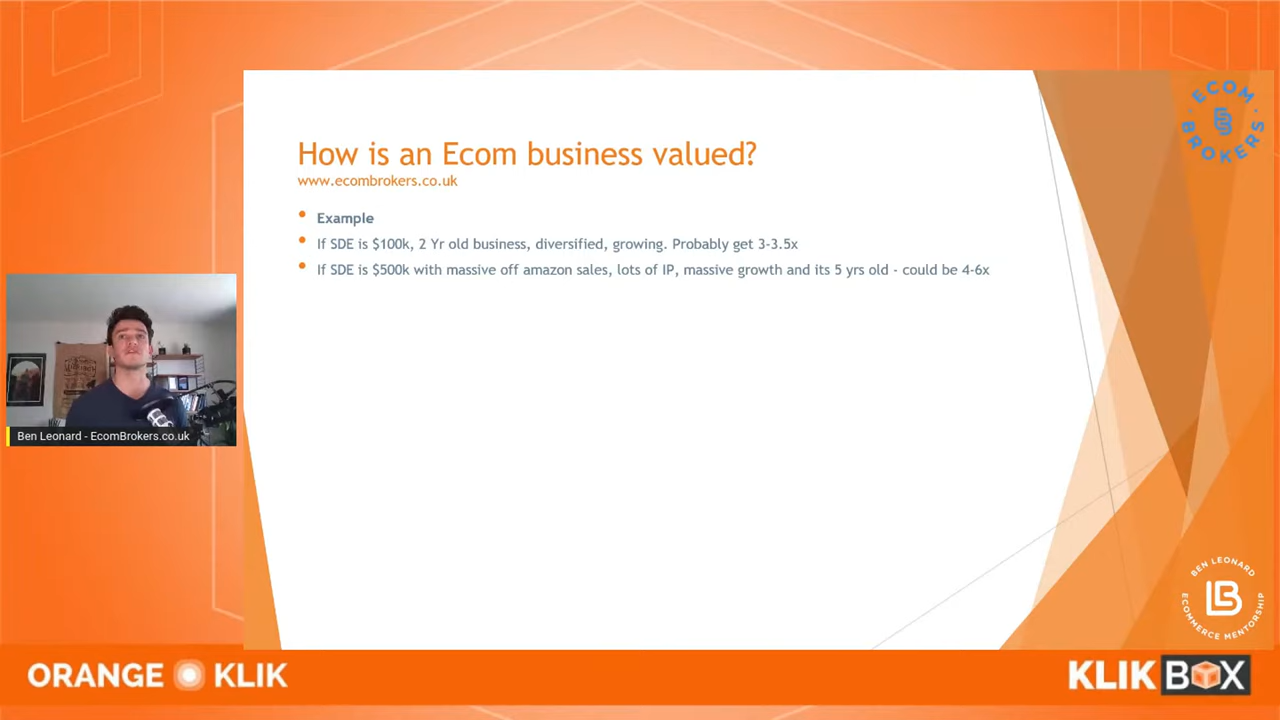 ECOM
BROKERS
How is an Ecom business valued?
www.ecombrokers.co.uk
• Example
• If SDE is $100k, 2 Yr old business, diversified, growing. Probably get 3-3.5x
• If SDE is $500k with massive off amazon sales, lots of IP, massive growth and its 5 yrs old - could be 4-6x
Ben Leonard - EcomBrokers.co.uk
BEN LEONARD
LB
ECOMMERCE MENTORSHIP
ORANGE KLIK
KLIK BOX